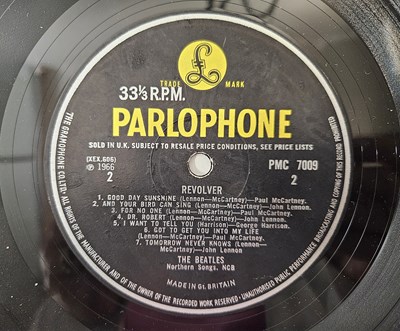 TRADE MARK
33⅓ R.P.M.
PARLOPHONE
SOLD IN U.K. SUBJECT TO RESALE PRICE CONDITIONS, SEE PRICE LISTS
(XEX.606)
℗ 1966
2
PMC 7009
2
REVOLVER
1. GOOD DAY SUNSHINE (Lennon—McCartney)—Paul McCartney.
2. AND YOUR BIRD CAN SING (Lennon—McCartney)—John Lennon.
3. FOR NO ONE (Lennon—McCartney)—Paul McCartney.
4. DR. ROBERT (Lennon—McCartney)—John Lennon.
5. I WANT TO TELL YOU (Harrison)—George Harrison.
6. GOT TO GET YOU INTO MY LIFE
(Lennon—McCartney)—Paul McCartney.
7. TOMORROW NEVER KNOWS (Lennon—
McCartney)—John Lennon.
THE BEATLES
Northern Songs, NCB
MADE IN GT. BRITAIN
THE GRAMOPHONE CO. LTD. ALL RIGHTS OF THE MANUFACTURER AND OF THE OWNER OF THE RECORDED WORK RESERVED UNAUTHORISED PUBLIC PERFORMANCE BROADCASTING AND COPYING OF THIS RECORD PROHIBITED